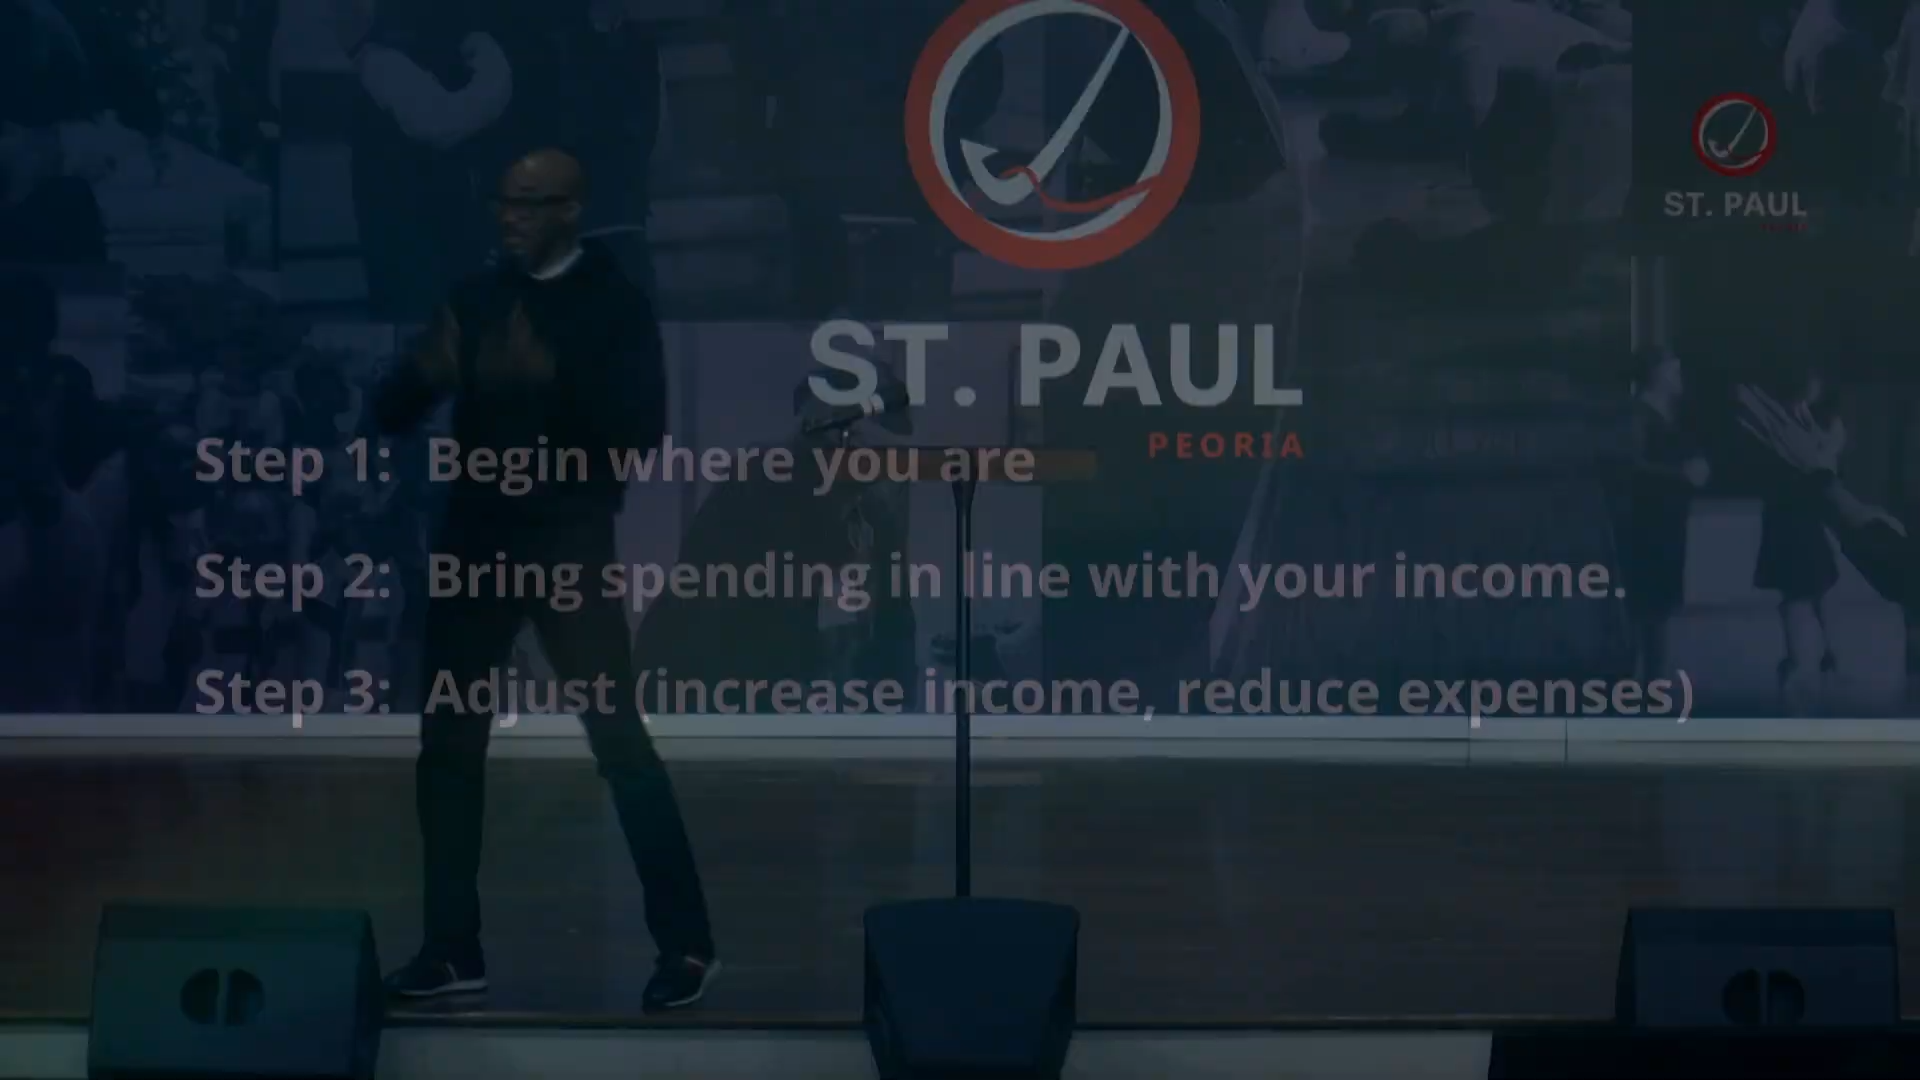 ST. PAUL
ST. PAUL
PEORIA
Step 1: Begin where you are
Step 2: Bring spending in line with your income.
Step 3: Adjust (increase income, reduce expenses)